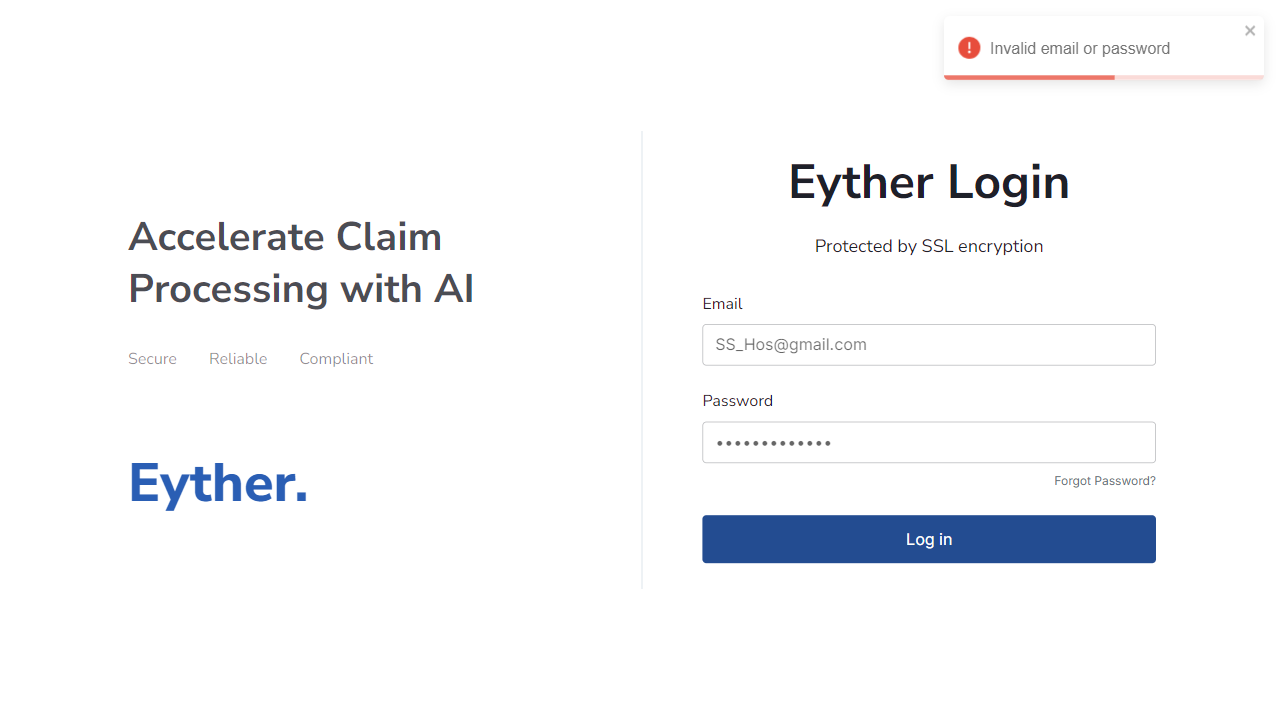 Invalid email or password
Accelerate Claim
Processing with AI
Secure Reliable Compliant
Eyther.
Eyther Login
Protected by SSL encryption
Email
SS_Hos@gmail.com
Password
•••••••••••••
Forgot Password?
Log in